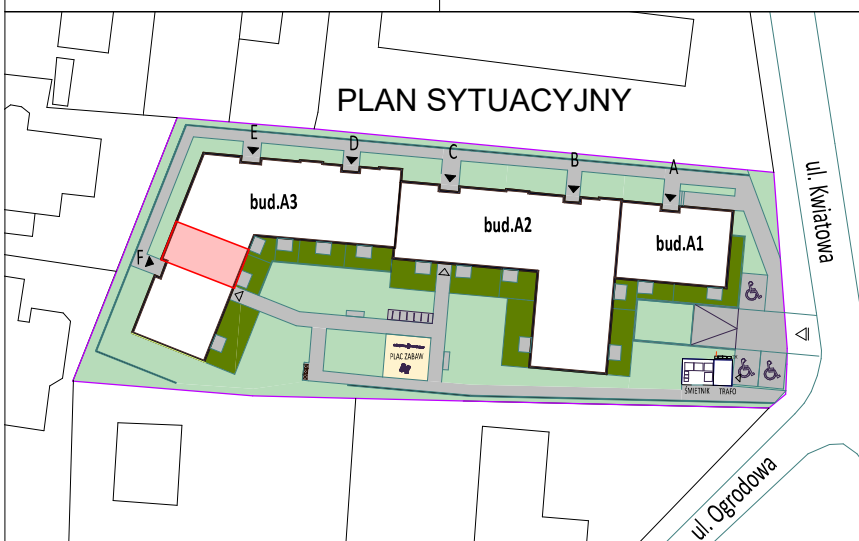 PLAN SYTUACYJNY
E
D
C
B
A
ul. Kwiatowa
bud.A3
bud.A2
bud.A1
F
PLAC ZABAW
ŚMIETNIK
TRAFO
ul. Ogrodowa